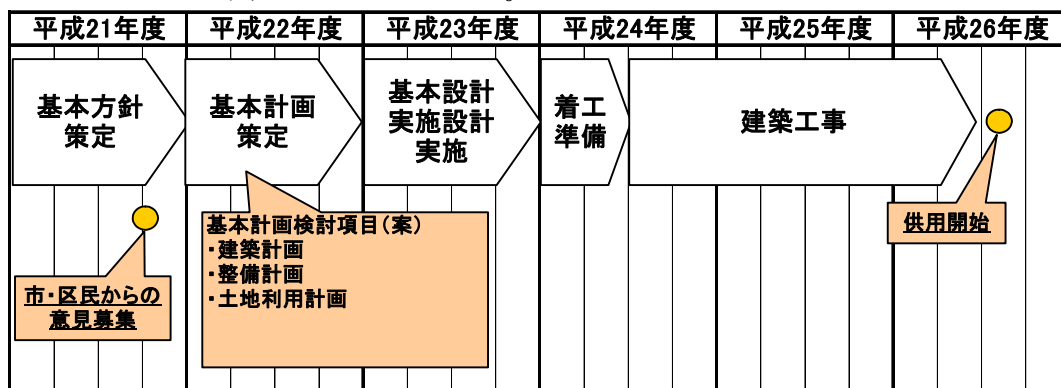 平成21年度
平成22年度
平成23年度
平成24年度
平成25年度
平成26年度
基本方針
策定
基本計画
策定
基本設計
実施設計
実施
着工
準備
建築工事
市・区民からの
意見募集
基本計画検討項目（案）
・建築計画
・整備計画
・土地利用計画
供用開始